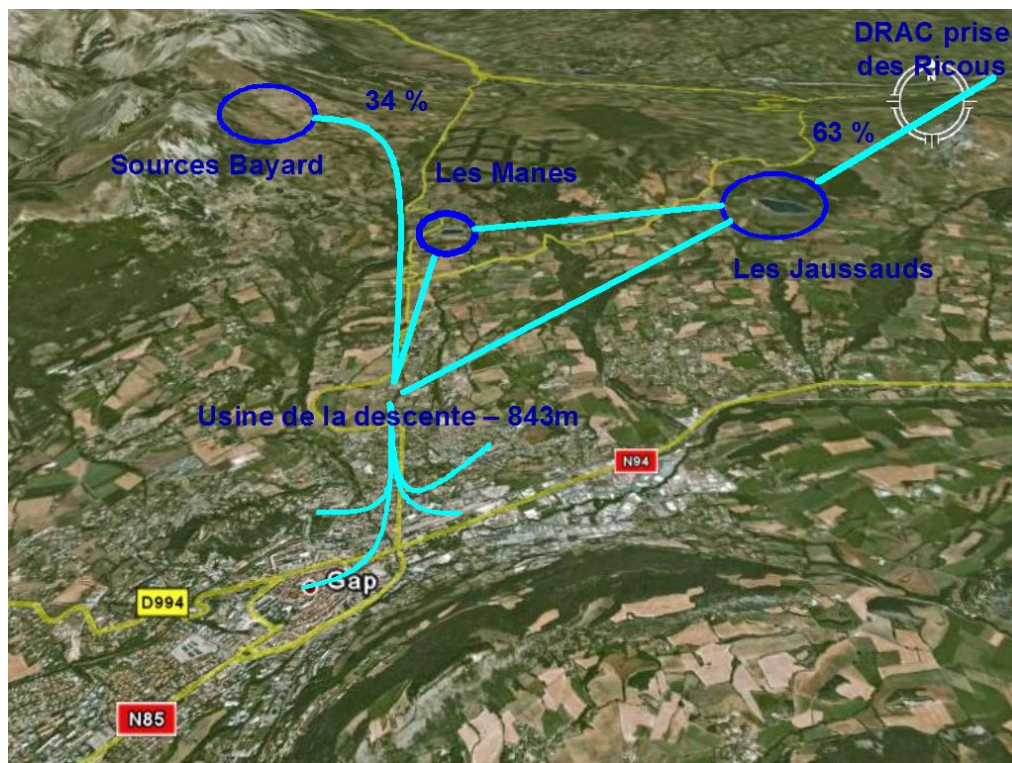 DRAC prise
des Ricous
34 %
63 %
Sources Bayard
Les Manes
Les Jaussauds
Usine de la descente – 843m
N94
Gap
D994
N85